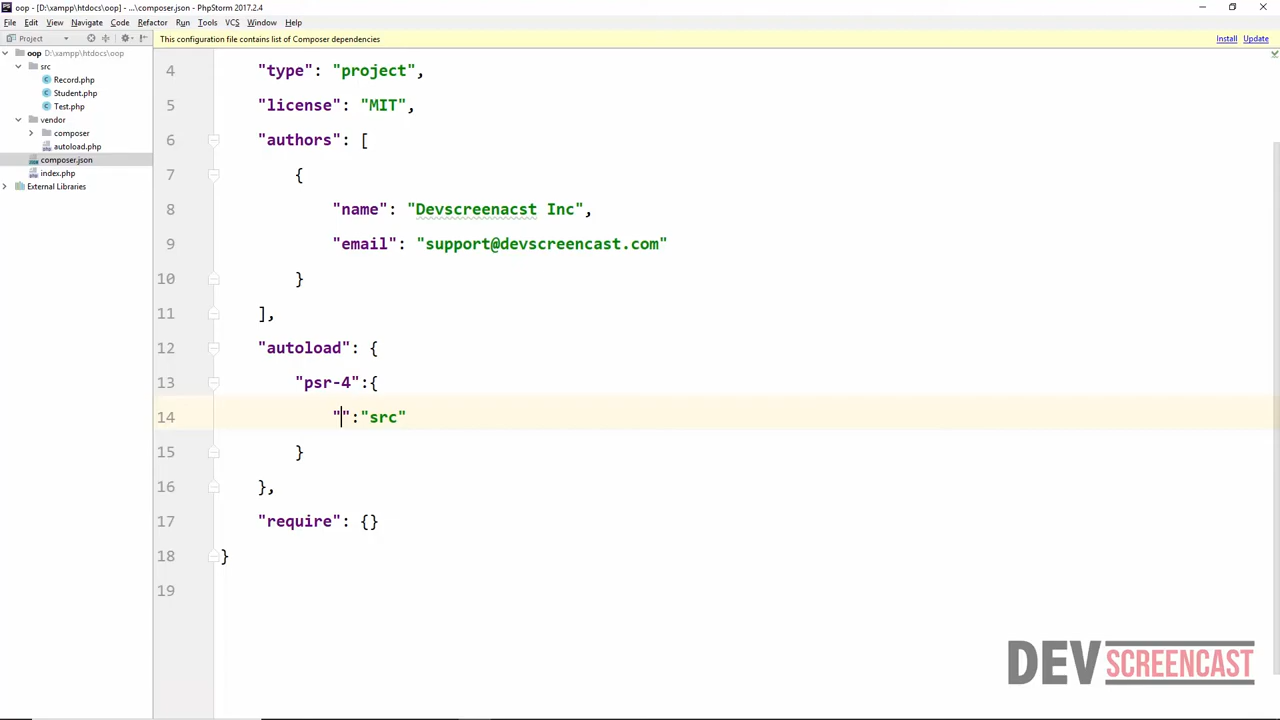 oop - [D:\xampp\htdocs\oop] - ...\composer.json - PhpStorm 2017.2.4
File Edit View Navigate Code Refactor Run Tools VCS Window Help
Project
This configuration file contains list of Composer dependencies
Install Update
oop D:\xampp\htdocs\oop
src
Record.php
Student.php
Test.php
vendor
composer
autoload.php
composer.json
index.php
External Libraries
4 "type": "project",
5 "license": "MIT",
6 "authors": [
7 {
8 "name": "Devscreenacst Inc",
9 "email": "support@devscreencast.com"
10 }
11 ],
12 "autoload": {
13 "psr-4":{
14 "":"src"
15 }
16 },
17 "require": {}
18 }
19
DEVSCREENCAST